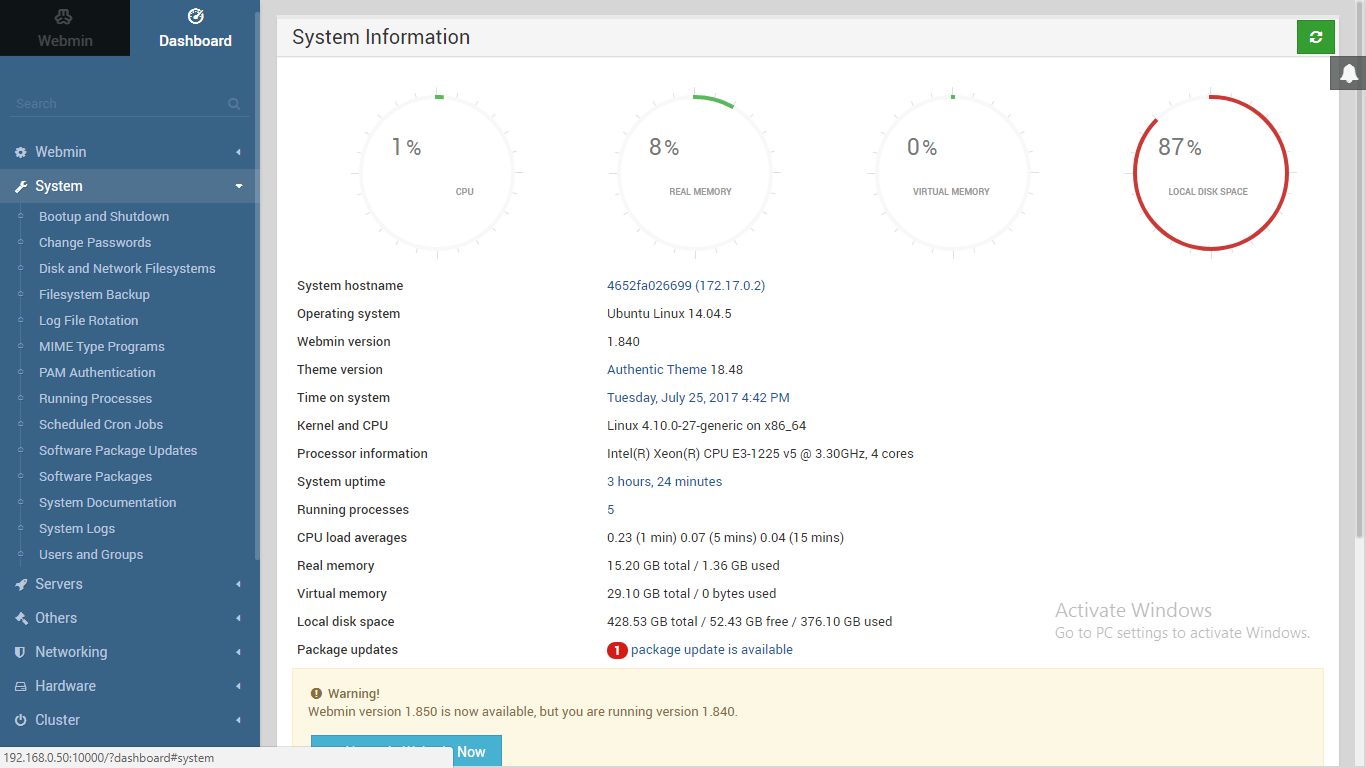 Webmin
Dashboard
Search
Webmin
System
Bootup and Shutdown
Change Passwords
Disk and Network Filesystems
Filesystem Backup
Log File Rotation
MIME Type Programs
PAM Authentication
Running Processes
Scheduled Cron Jobs
Software Package Updates
Software Packages
System Documentation
System Logs
Users and Groups
Servers
Others
Networking
Hardware
Cluster
192.168.0.50:10000/?dashboard#system
System Information
1%
CPU
8%
REAL MEMORY
0%
VIRTUAL MEMORY
87%
LOCAL DISK SPACE
System hostname 4652fa026699 (172.17.0.2)
Operating system Ubuntu Linux 14.04.5
Webmin version 1.840
Theme version Authentic Theme 18.48
Time on system Tuesday, July 25, 2017 4:42 PM
Kernel and CPU Linux 4.10.0-27-generic on x86_64
Processor information Intel(R) Xeon(R) CPU E3-1225 v5 @ 3.30GHz, 4 cores
System uptime 3 hours, 24 minutes
Running processes 5
CPU load averages 0.23 (1 min) 0.07 (5 mins) 0.04 (15 mins)
Real memory 15.20 GB total / 1.36 GB used
Virtual memory 29.10 GB total / 0 bytes used
Local disk space 428.53 GB total / 52.43 GB free / 376.10 GB used
Package updates 1 package update is available
Activate Windows
Go to PC settings to activate Windows.
Warning!
Webmin version 1.850 is now available, but you are running version 1.840.
Now